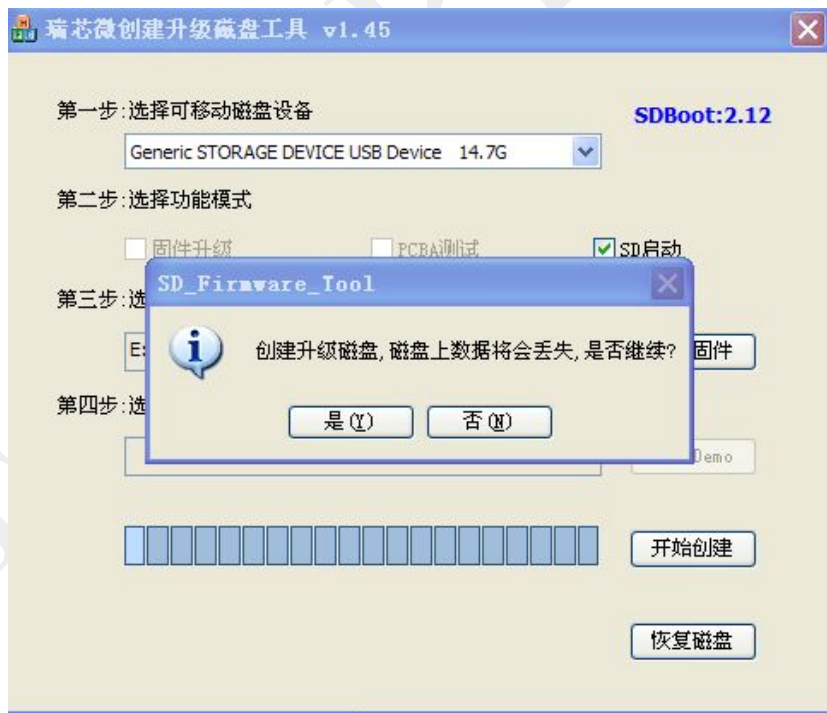 瑞芯微创建升级磁盘工具 v1.45
第一步:选择可移动磁盘设备
SDBoot:2.12
Generic STORAGE DEVICE USB Device 14.7G
第二步:选择功能模式
固件升级
PCBA测试
SD启动
SD_Firmware_Tool
第三步:选
E:
创建升级磁盘,磁盘上数据将会丢失,是否继续?
固件
第四步:选
是(Y)
否(N)
Demo
开始创建
恢复磁盘